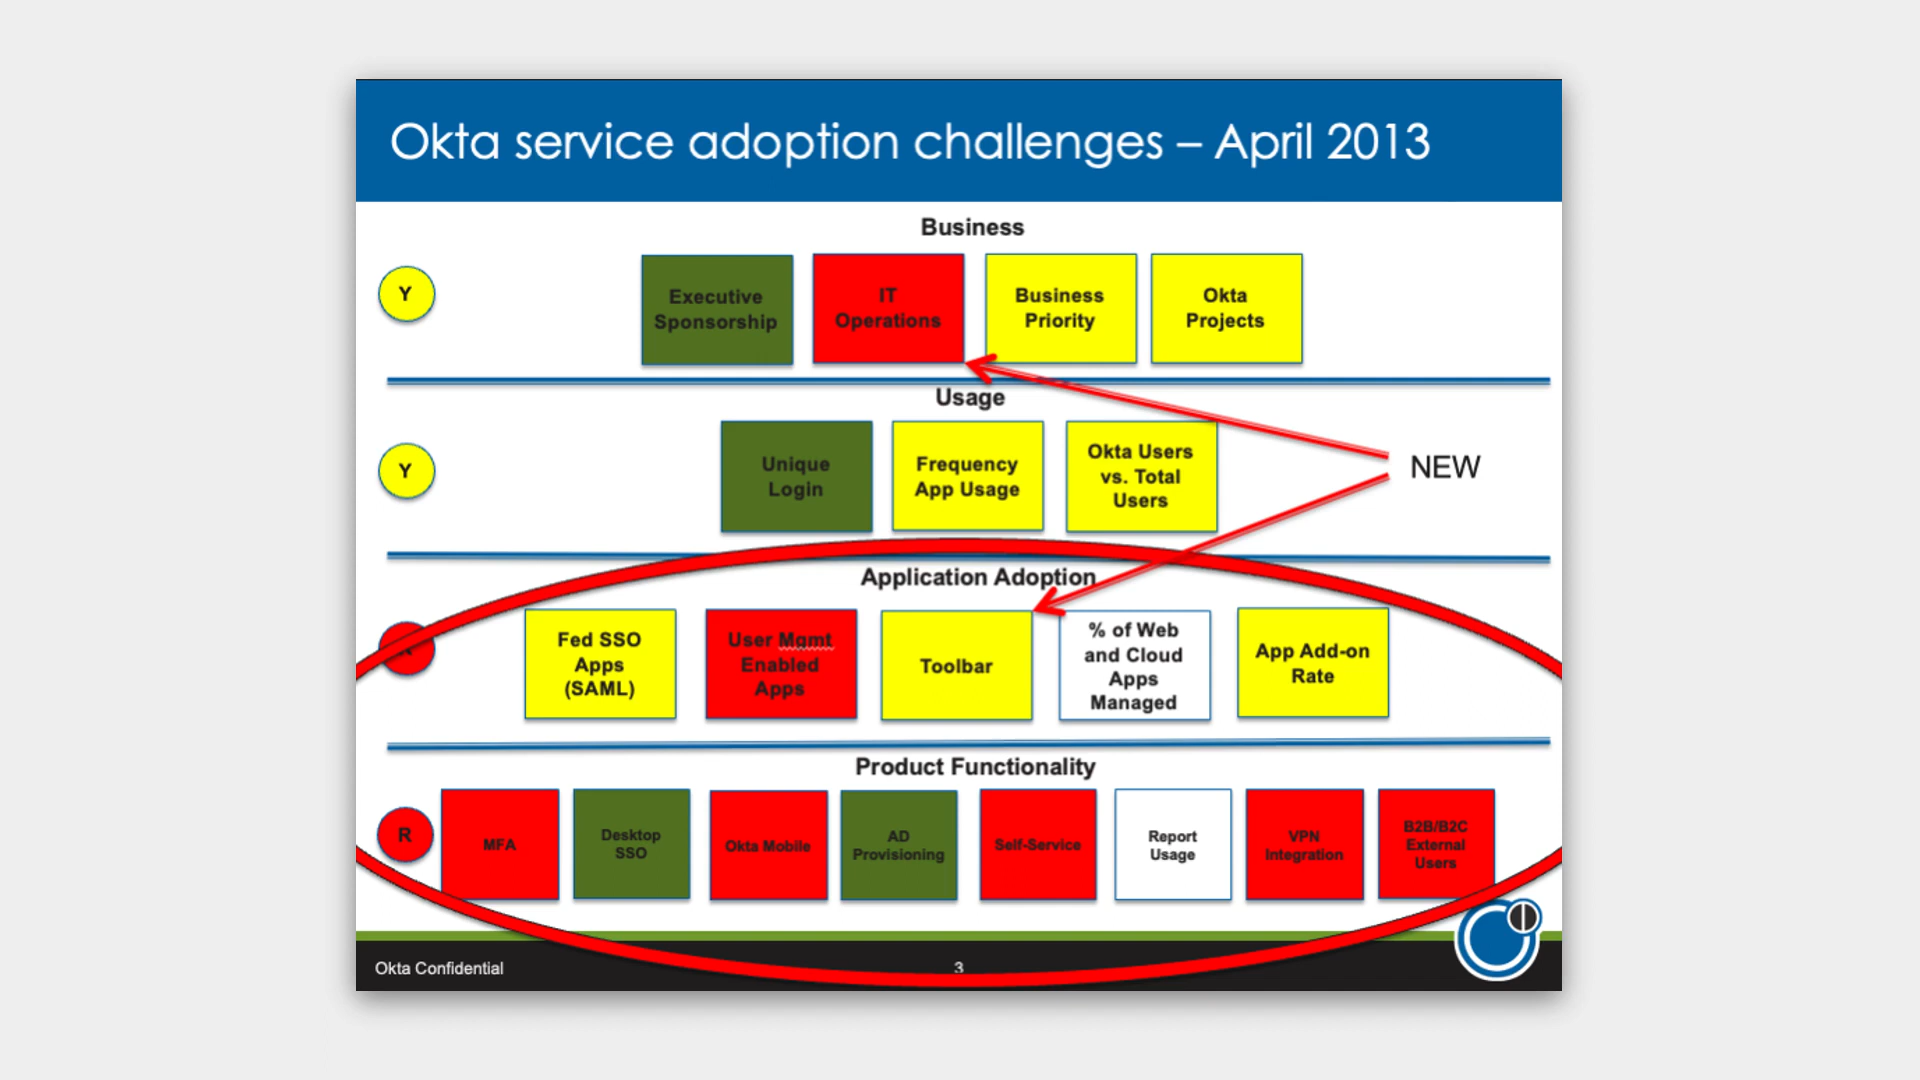 Okta service adoption challenges – April 2013
Business
Y
Executive
Sponsorship
IT
Operations
Business
Priority
Okta
Projects
Usage
Y
Unique
Login
Frequency
App Usage
Okta Users
vs. Total
Users
NEW
Application Adoption
Fed SSO
Apps
(SAML)
User Mgmt
Enabled
Apps
Toolbar
% of Web
and Cloud
Apps
Managed
App Add-on
Rate
Product Functionality
R
MFA
Desktop
SSO
Okta Mobile
AD
Provisioning
Self-Service
Report
Usage
VPN
Integration
B2B/B2C
External
Users
Okta Confidential
3